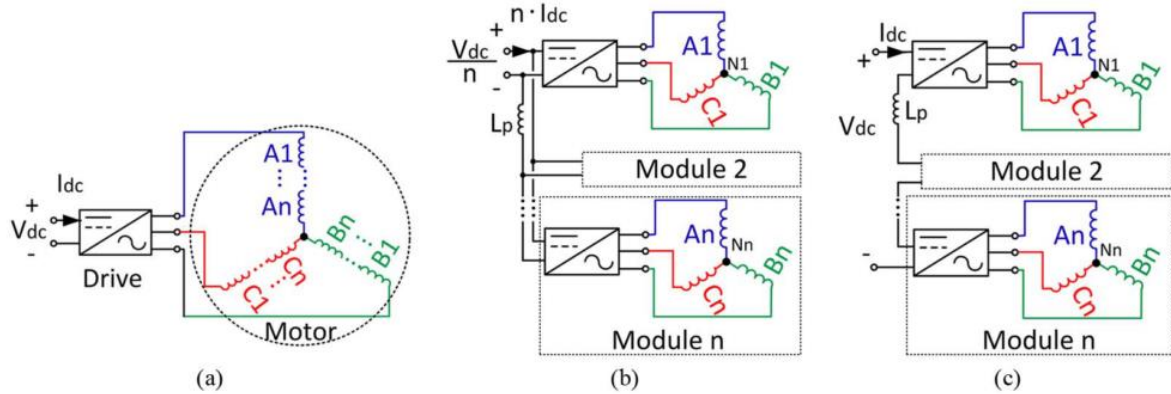 Idc
+
Vdc
-
Drive
A1
An
Bn
B1
Cn
C1
Motor
(a)
n · Idc
+
Vdc
n
-
Lp
A1
N1
B1
C1
Module 2
An
Nn
Bn
Cn
Module n
(b)
Idc
+
Vdc
Lp
A1
N1
B1
C1
Module 2
-
An
Nn
Bn
Cn
Module n
(c)